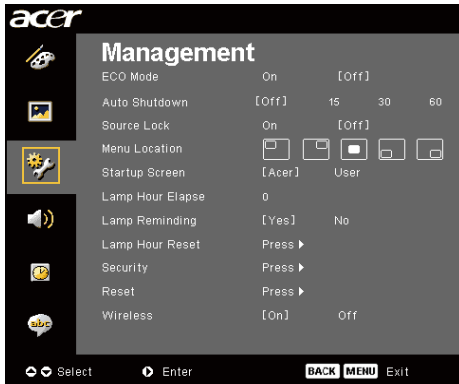 acer
Management
ECO Mode On [Off]
Auto Shutdown [Off] 15 30 60
Source Lock On [Off]
Menu Location
Startup Screen [Acer] User
Lamp Hour Elapse 0
Lamp Reminding [Yes] No
Lamp Hour Reset Press
Security Press
Reset Press
Wireless [On] Off
abc
Select Enter BACK MENU Exit